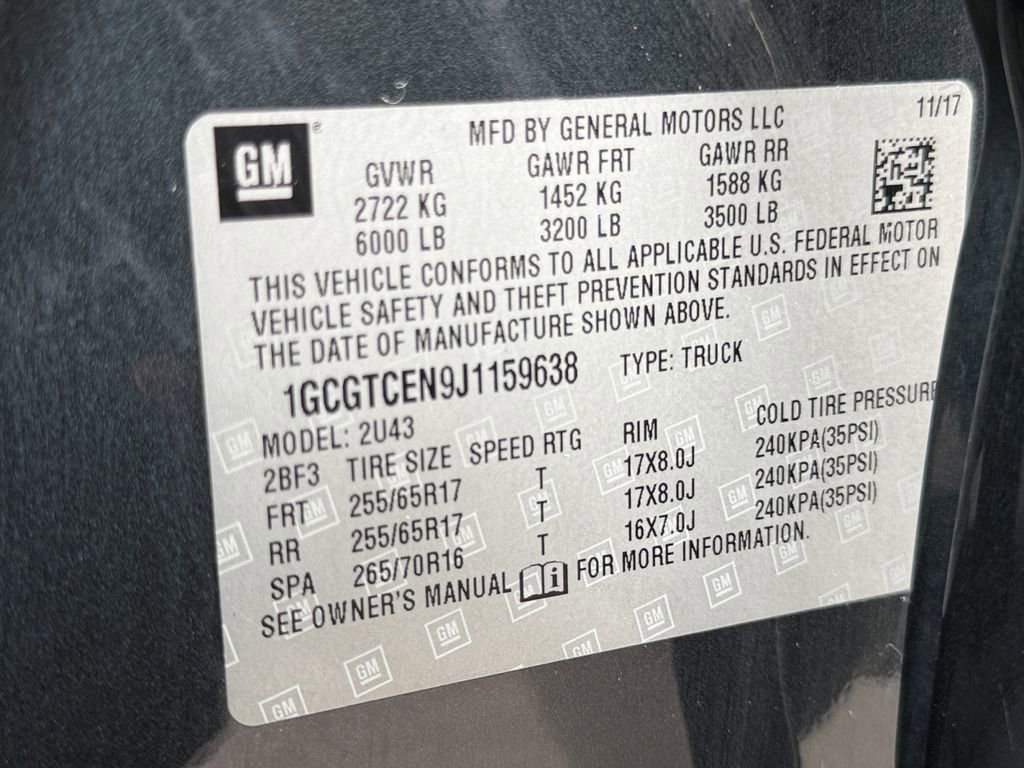 GM
MFD BY GENERAL MOTORS LLC 11/17
GVWR GAWR FRT GAWR RR
2722 KG 1452 KG 1588 KG
6000 LB 3200 LB 3500 LB
THIS VEHICLE CONFORMS TO ALL APPLICABLE U.S. FEDERAL MOTOR
VEHICLE SAFETY AND THEFT PREVENTION STANDARDS IN EFFECT ON
THE DATE OF MANUFACTURE SHOWN ABOVE.
1GCGTCEN9J1159638 TYPE: TRUCK
MODEL: 2U43
2BF3 TIRE SIZE SPEED RTG RIM COLD TIRE PRESSURE
FRT 255/65R17 T 17X8.0J 240KPA(35PSI)
RR 255/65R17 T 17X8.0J 240KPA(35PSI)
SPA 265/70R16 T 16X7.0J 240KPA(35PSI)
SEE OWNER'S MANUAL FOR MORE INFORMATION.